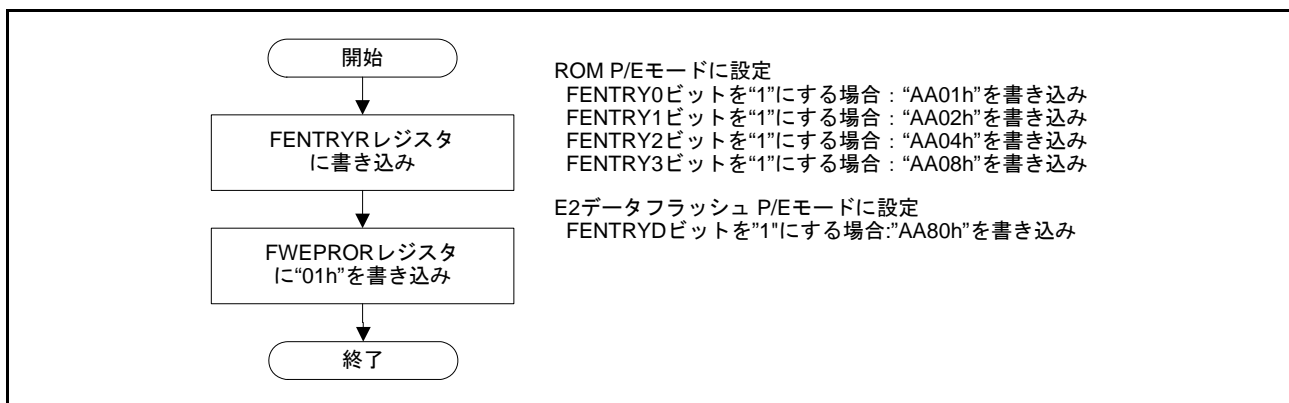 開始
FENTRYRレジスタ
に書き込み
FWEPRORレジスタ
に“01h”を書き込み
終了
ROM P/Eモードに設定
FENTRY0ビットを“1”にする場合：“AA01h”を書き込み
FENTRY1ビットを“1”にする場合：“AA02h”を書き込み
FENTRY2ビットを“1”にする場合：“AA04h”を書き込み
FENTRY3ビットを“1”にする場合：“AA08h”を書き込み
E2データフラッシュ P/Eモードに設定
FENTRYDビットを”1"にする場合:”AA80h”を書き込み